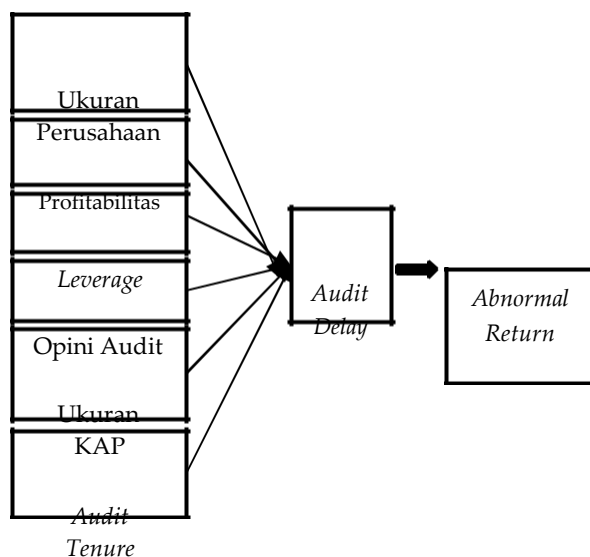 Ukuran
Perusahaan
Profitabilitas
Leverage
Opini Audit
Ukuran
KAP
Audit
Tenure
Audit
Delay
Abnormal
Return